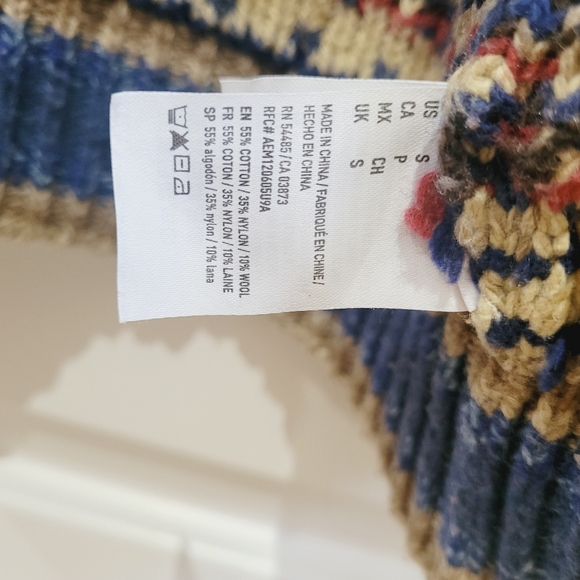 US S
CA P
MX CH
UK S
MADE IN CHINA / FABRIQUÉ EN CHINE /
HECHO EN CHINA
RN 54485 / CA 03873
RFC# AEM120605U9A
EN 55% COTTON / 35% NYLON / 10% WOOL
FR 55% COTON / 35% NYLON / 10% LAINE
SP 55% algodón / 35% nylon / 10% lana